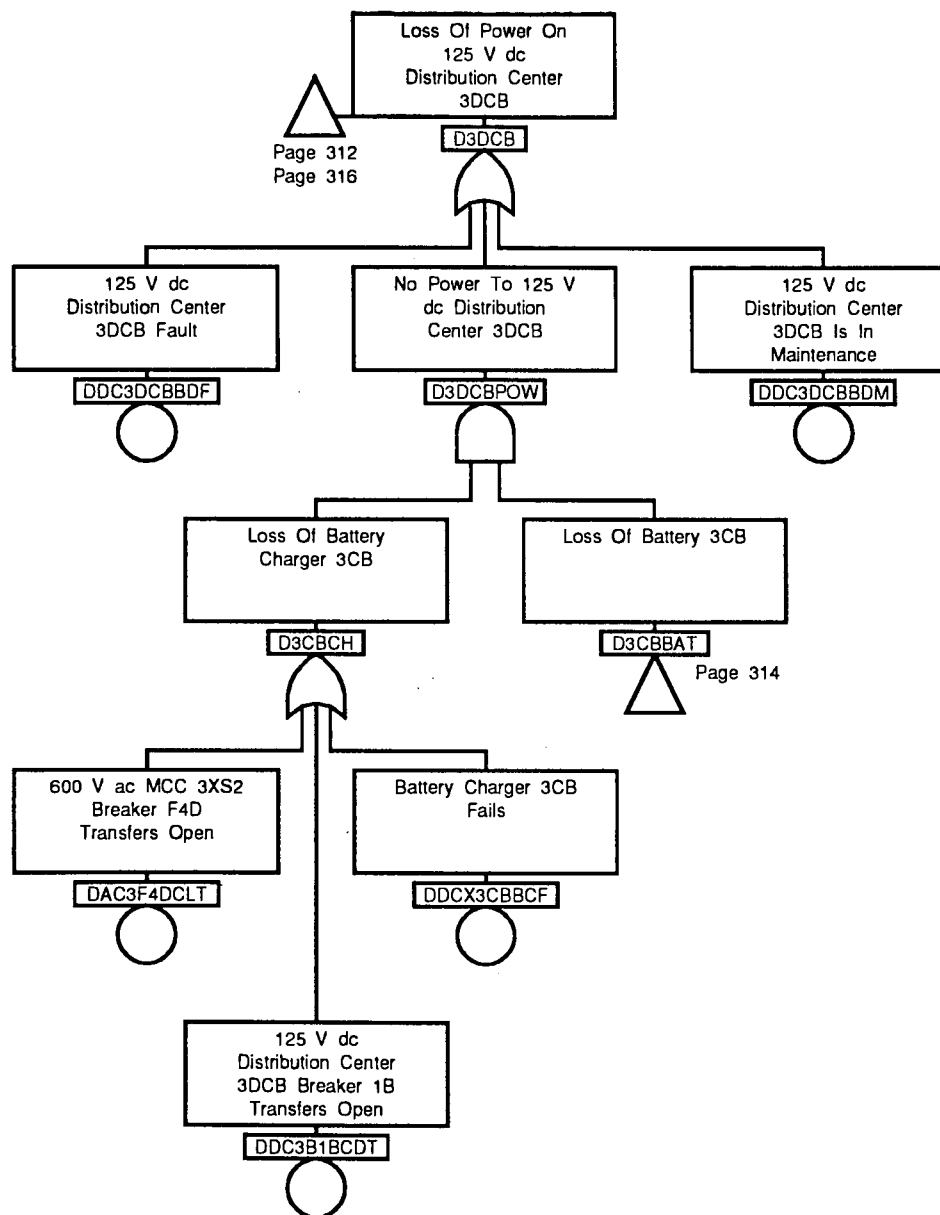 Loss Of Power On
125 V dc
Distribution Center
3DCB
D3DCB
Page 312
Page 316
125 V dc
Distribution Center
3DCB Fault
DDC3DCBBDF
No Power To 125 V
dc Distribution
Center 3DCB
D3DCBPOW
125 V dc
Distribution Center
3DCB Is In
Maintenance
DDC3DCBBDM
Loss Of Battery
Charger 3CB
D3CBCH
Loss Of Battery 3CB
D3CBBAT
Page 314
600 V ac MCC 3XS2
Breaker F4D
Transfers Open
DAC3F4DCLT
Battery Charger 3CB
Fails
DDCX3CBBCF
125 V dc
Distribution Center
3DCB Breaker 1B
Transfers Open
DDC3B1BCDT